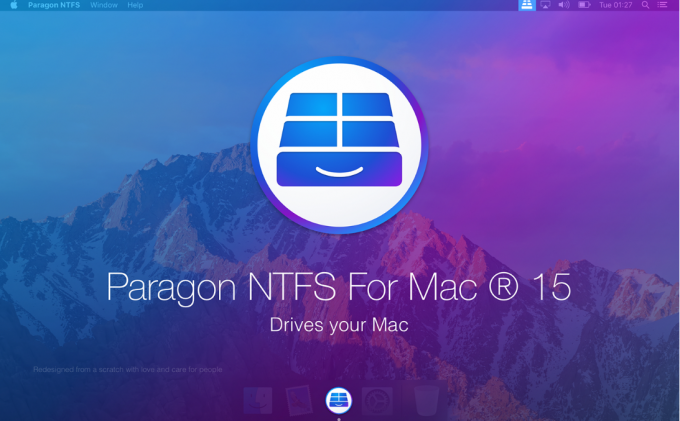 Paragon NTFS Window Help Tue 01:27
Paragon NTFS For Mac ® 15
Drives your Mac
Redesigned from a scratch with love and care for people